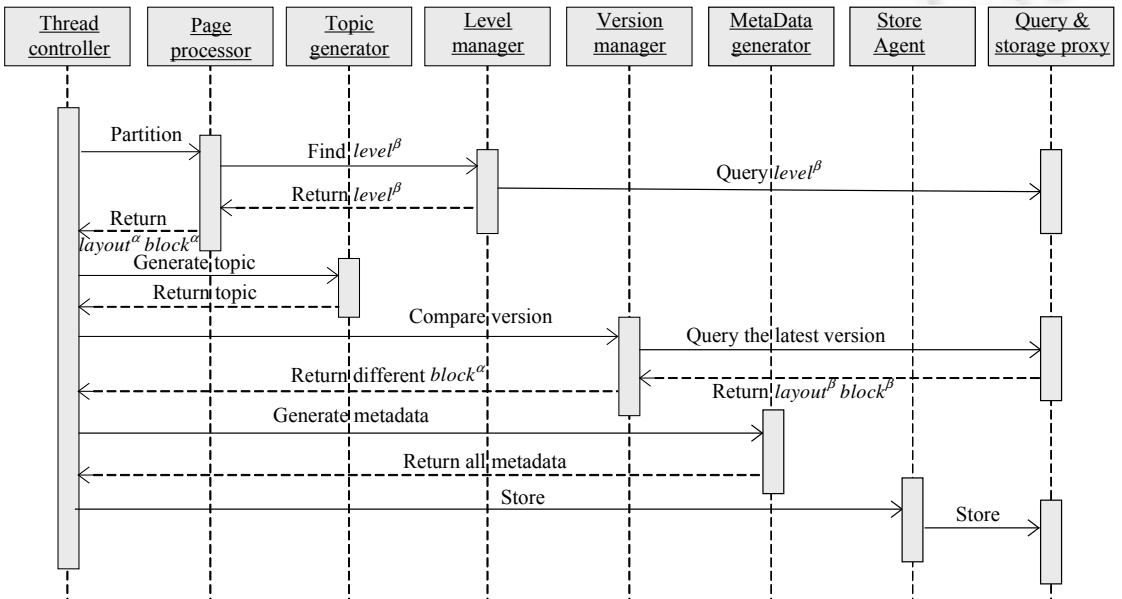 Thread
controller
Page
processor
Topic
generator
Level
manager
Version
manager
MetaData
generator
Store
Agent
Query &
storage proxy
Partition
Find level^β
Query level^β
Return level^β
Return
layout^α block^α
Generate topic
Return topic
Compare version
Query the latest version
Return different block^α
Return layout^β block^β
Generate metadata
Return all metadata
Store
Store